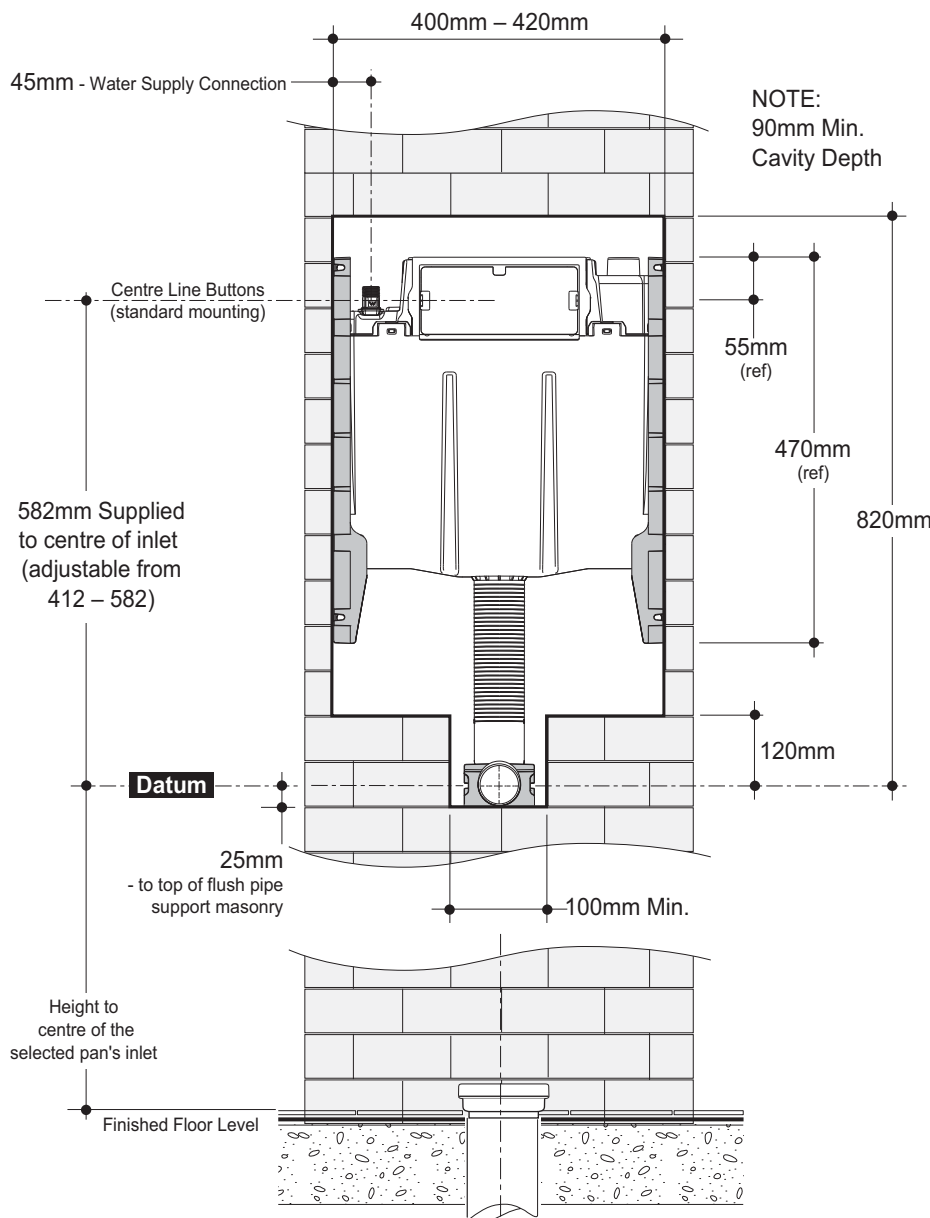 400mm – 420mm
45mm - Water Supply Connection
NOTE:
90mm Min.
Cavity Depth
Centre Line Buttons
(standard mounting)
55mm
(ref)
470mm
(ref)
582mm Supplied
to centre of inlet
(adjustable from
412 – 582)
820mm
120mm
Datum
25mm
- to top of flush pipe
support masonry
100mm Min.
Height to
centre of the
selected pan's inlet
Finished Floor Level